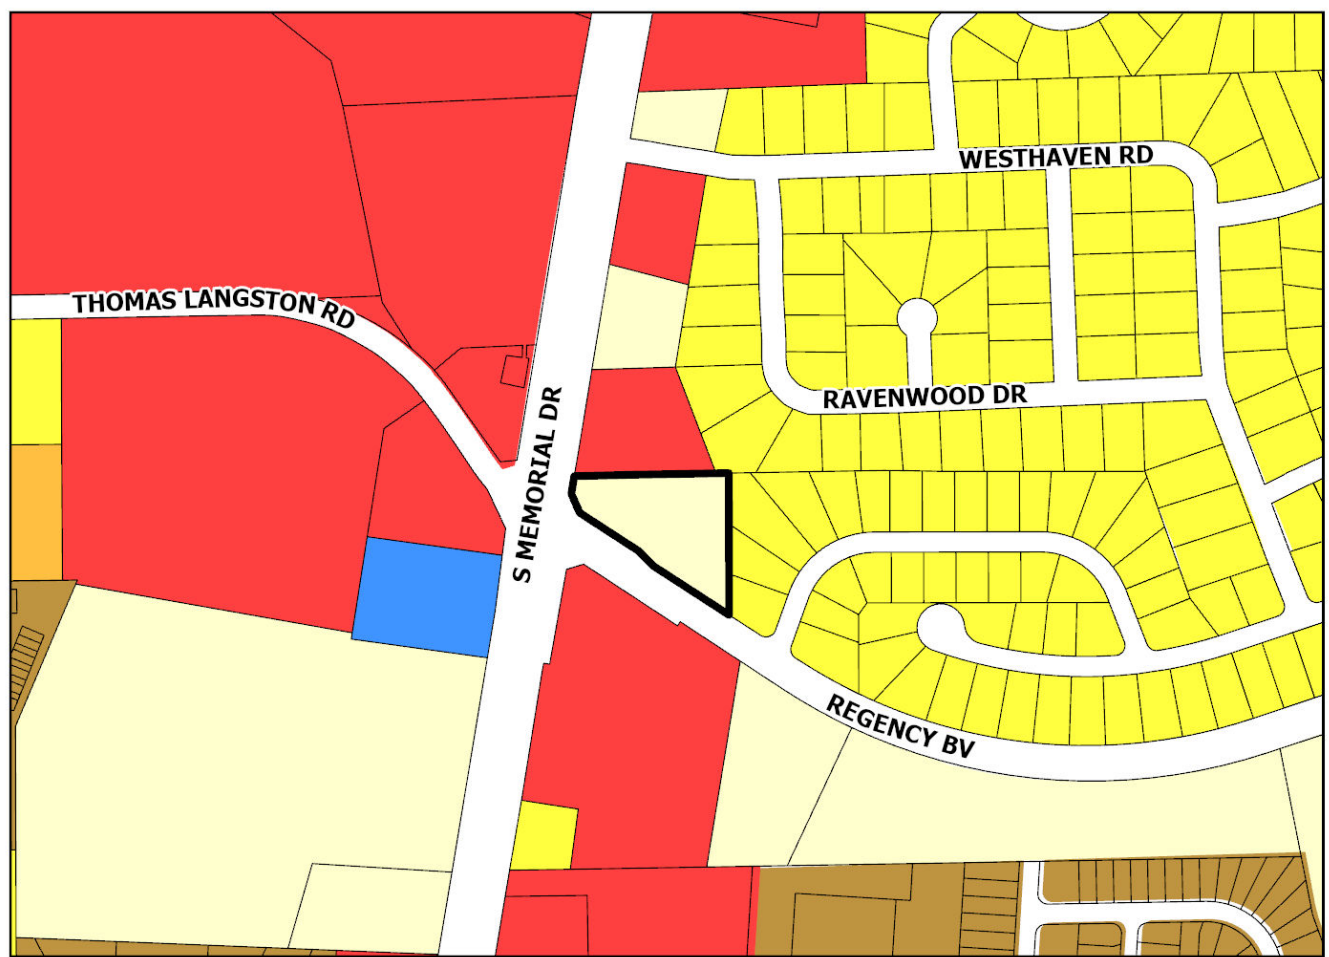 WESTHAVEN RD
THOMAS LANGSTON RD
RAVENWOOD DR
S MEMORIAL DR
REGENCY BV